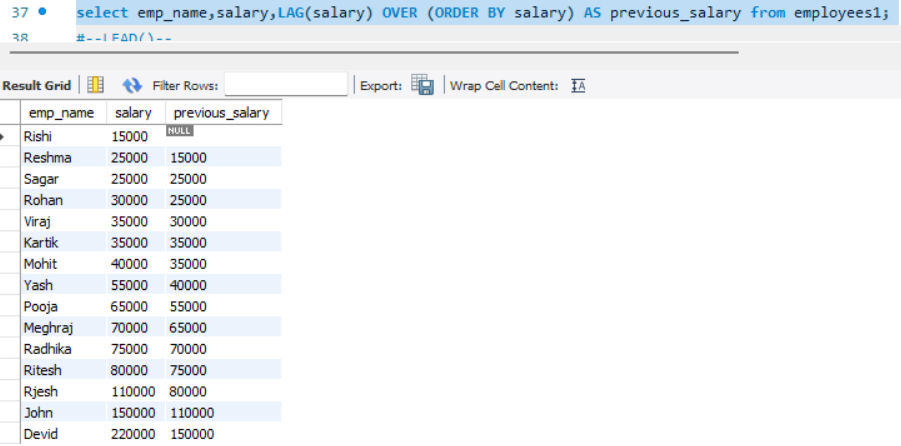 37 select emp_name,salary,LAG(salary) OVER (ORDER BY salary) AS previous_salary from employees1;
38 #--LEAD()--
Result Grid Filter Rows: Export: Wrap Cell Content: IA
emp_name salary previous_salary
Rishi 15000 NULL
Reshma 25000 15000
Sagar 25000 25000
Rohan 30000 25000
Viraj 35000 30000
Kartik 35000 35000
Mohit 40000 35000
Yash 55000 40000
Pooja 65000 55000
Meghraj 70000 65000
Radhika 75000 70000
Ritesh 80000 75000
Rjesh 110000 80000
John 150000 110000
Devid 220000 150000